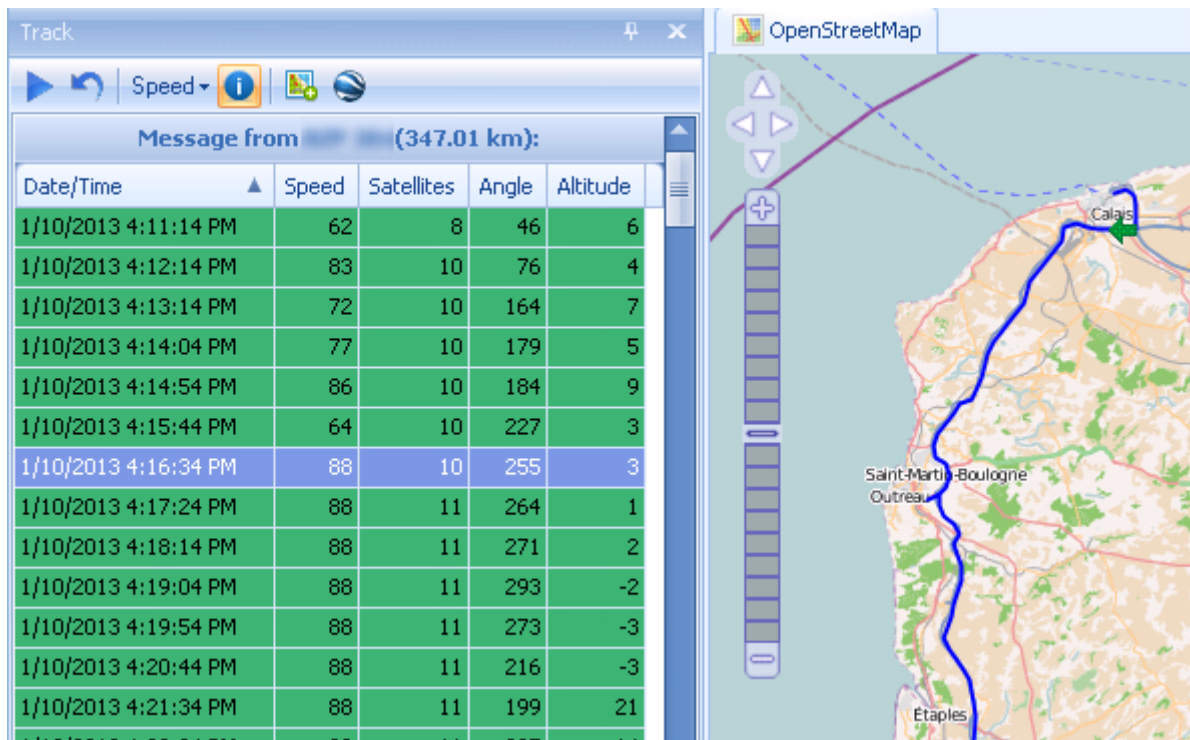 Track
OpenStreetMap
Speed
Message from (347.01 km):
Date/Time Speed Satellites Angle Altitude
1/10/2013 4:11:14 PM 62 8 46 6
1/10/2013 4:12:14 PM 83 10 76 4
1/10/2013 4:13:14 PM 72 10 164 7
1/10/2013 4:14:04 PM 77 10 179 5
1/10/2013 4:14:54 PM 86 10 184 9
1/10/2013 4:15:44 PM 64 10 227 3
1/10/2013 4:16:34 PM 88 10 255 3
1/10/2013 4:17:24 PM 88 11 264 1
1/10/2013 4:18:14 PM 88 11 271 2
1/10/2013 4:19:04 PM 88 11 293 -2
1/10/2013 4:19:54 PM 88 11 273 -3
1/10/2013 4:20:44 PM 88 11 216 -3
1/10/2013 4:21:34 PM 88 11 199 21
Calais
Saint-Martin-Boulogne
Outreau
Étaples